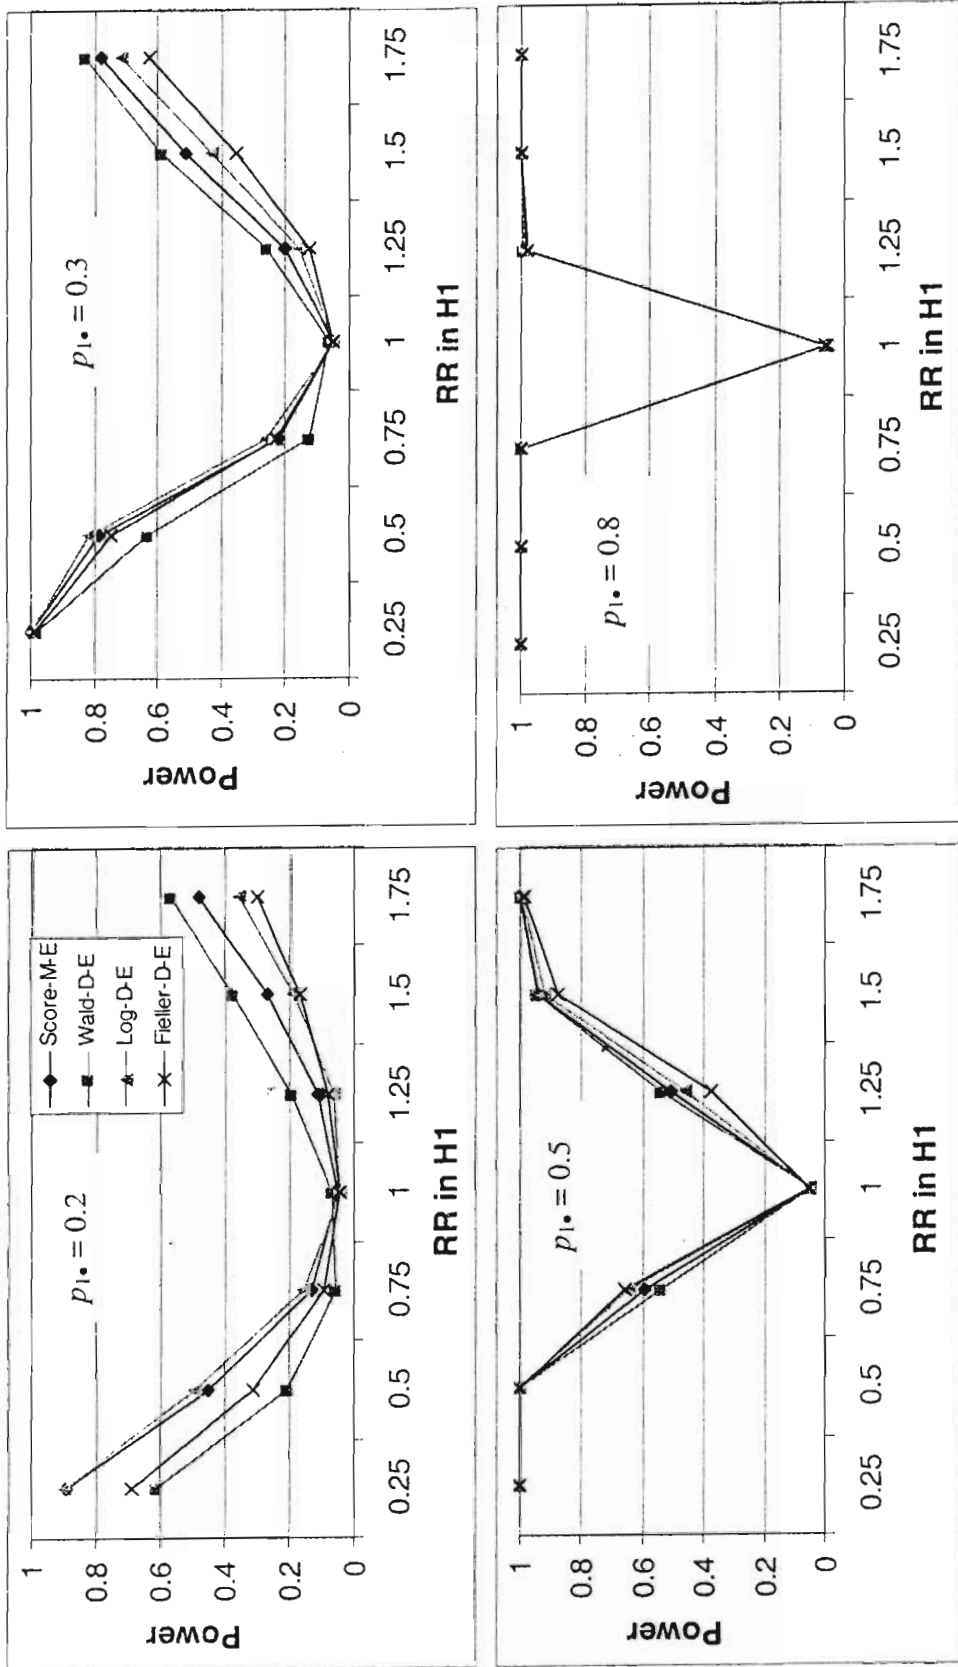 p1• = 0.2
Score-M-E
Wald-D-E
Log-D-E
Fieller-D-E
Power
1
0.8
0.6
0.4
0.2
0
0.25 0.5 0.75 1 1.25 1.5 1.75
RR in H1
p1• = 0.3
Power
1
0.8
0.6
0.4
0.2
0
0.25 0.5 0.75 1 1.25 1.5 1.75
RR in H1
p1• = 0.5
Power
1
0.8
0.6
0.4
0.2
0
0.25 0.5 0.75 1 1.25 1.5 1.75
RR in H1
p1• = 0.8
Power
1
0.8
0.6
0.4
0.2
0
0.25 0.5 0.75 1 1.25 1.5 1.75
RR in H1